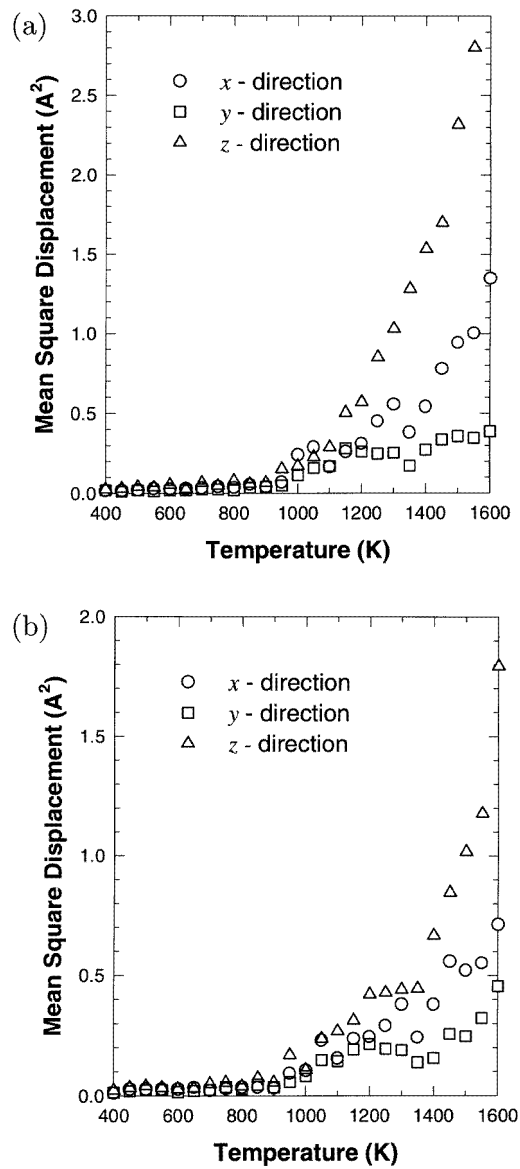 (a)
3.0
2.5
2.0
1.5
1.0
0.5
0.0
Mean Square Displacement (A²)
x - direction
y - direction
z - direction
400 600 800 1000 1200 1400 1600
Temperature (K)
(b)
2.0
1.5
1.0
0.5
0.0
Mean Square Displacement (A²)
x - direction
y - direction
z - direction
400 600 800 1000 1200 1400 1600
Temperature (K)